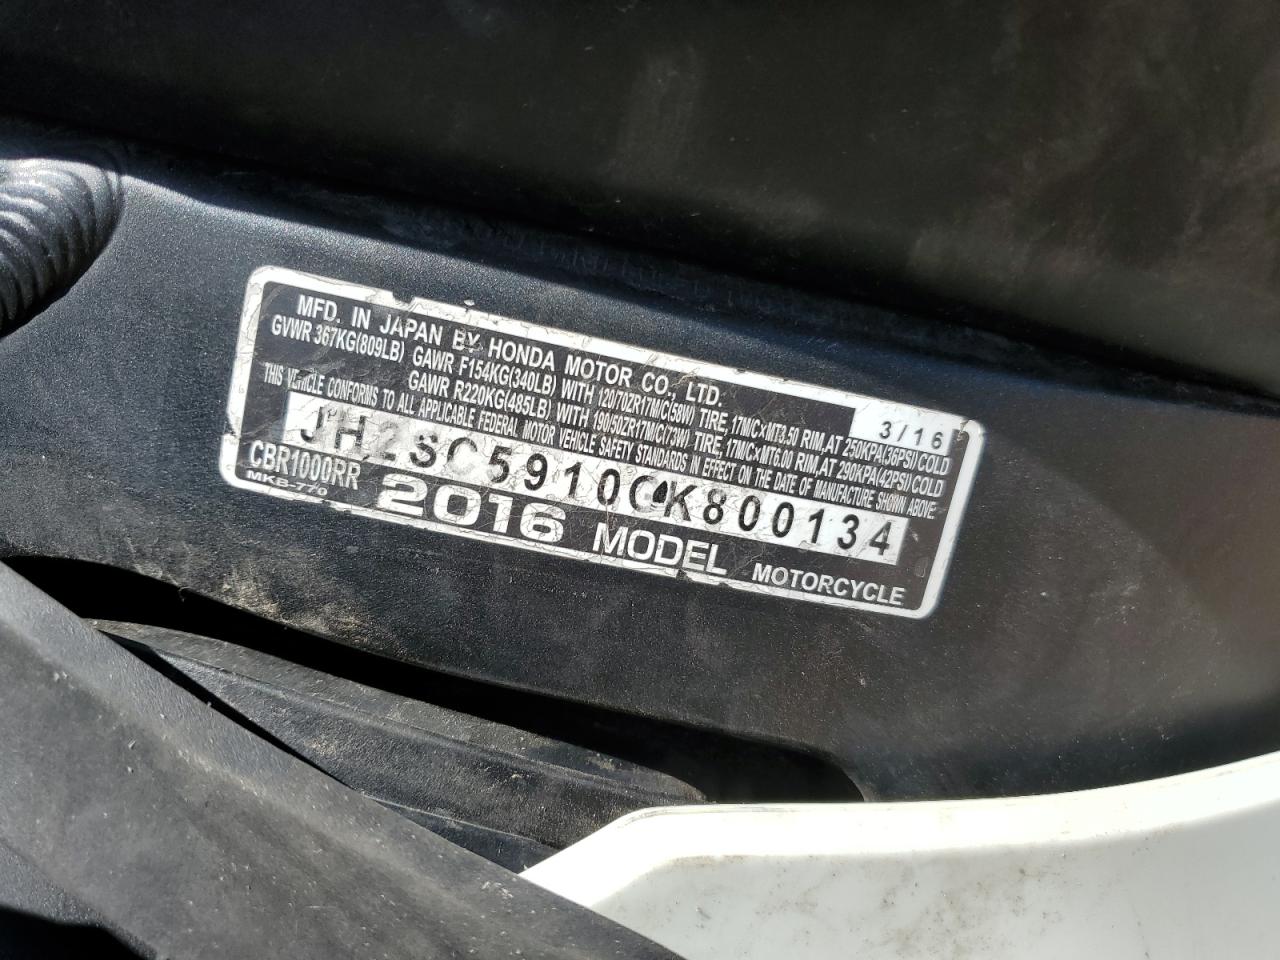 MFD. IN JAPAN BY HONDA MOTOR CO., LTD. 3/16
GVWR 367KG(809LB) GAWR F154KG(340LB) WITH 120/70ZR17M/C(58W) TIRE, 17M/C×MT3.50 RIM, AT 250KPA(36PSI) COLD
GAWR R220KG(485LB) WITH 190/50ZR17M/C(73W) TIRE, 17M/C×MT6.00 RIM, AT 290KPA(42PSI) COLD
THIS VEHICLE CONFORMS TO ALL APPLICABLE FEDERAL MOTOR VEHICLE SAFETY STANDARDS IN EFFECT ON THE DATE OF MANUFACTURE SHOWN ABOVE.
JH2SC5910GK800134
CBR1000RR
MKB-770
2016 MODEL MOTORCYCLE